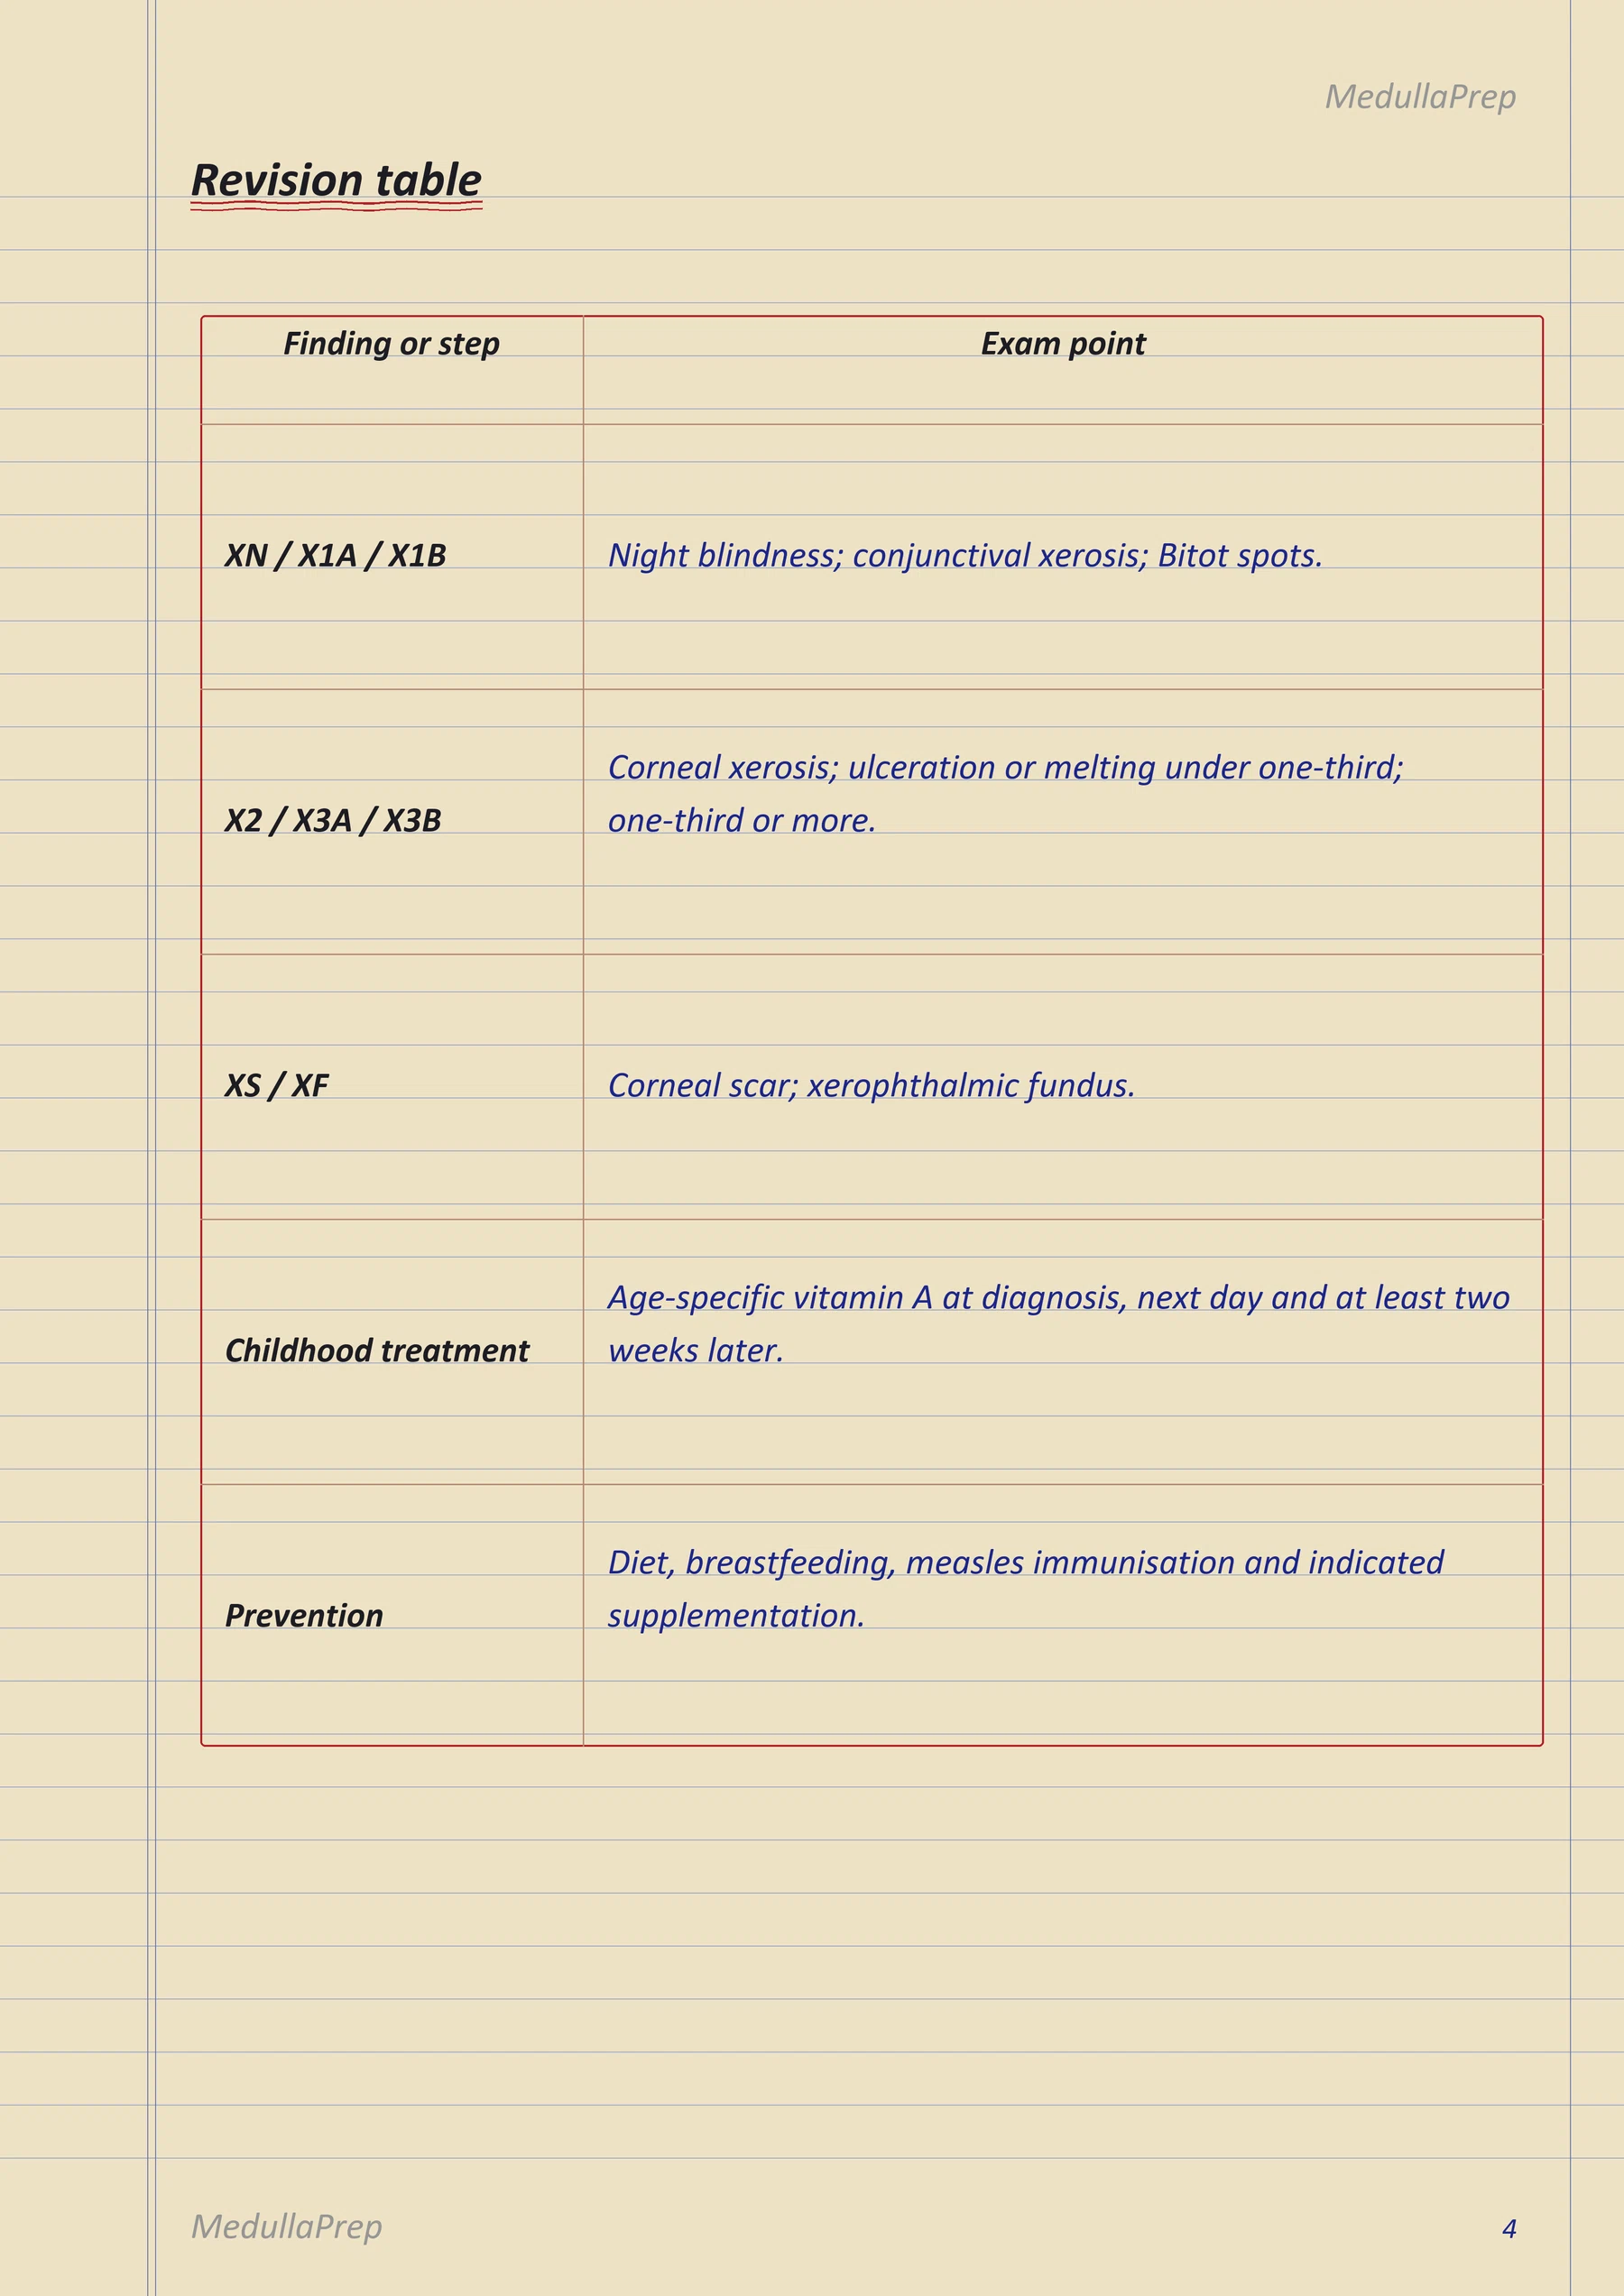 MedullaPrep
Revision table
Finding or step
Exam point
XN / X1A / X1B
Night blindness; conjunctival xerosis; Bitot spots.
X2 / X3A / X3B
Corneal xerosis; ulceration or melting under one-third;
one-third or more.
XS / XF
Corneal scar; xerophthalmic fundus.
Childhood treatment
Age-specific vitamin A at diagnosis, next day and at least two
weeks later.
Prevention
Diet, breastfeeding, measles immunisation and indicated
supplementation.
MedullaPrep
4